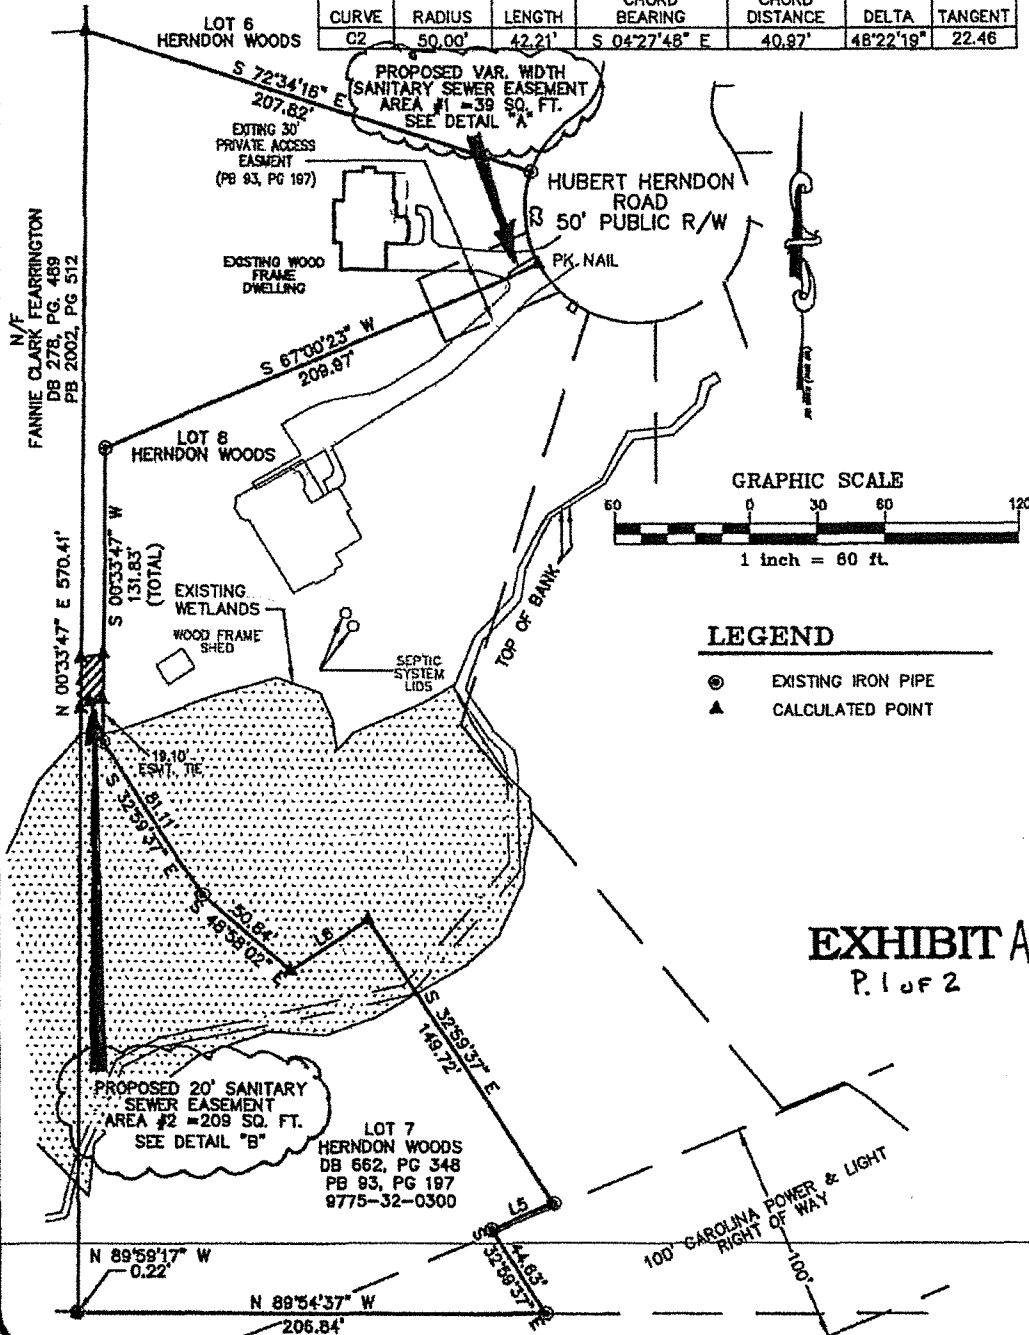 CURVE RADIUS LENGTH CHORD BEARING CHORD DISTANCE DELTA TANGENT
C2 50.00' 42.21' S 04°27'48" E 40.97' 48°22'19" 22.46
LOT 6
HERNDON WOODS
S 72°34'16" E
207.82'
PROPOSED VAR. WIDTH
SANITARY SEWER EASEMENT
AREA #1 =39 SQ. FT.
SEE DETAIL "A"
EXITING 30'
PRIVATE ACCESS
EASMENT
(PB 93, PG 197)
HUBERT HERNDON
ROAD
50' PUBLIC R/W
C2
PK NAIL
EXISTING WOOD
FRAME
DWELLING
N/F
FANNIE CLARK FEARRINGTON
DB 278, PG. 489
PB 2002, PG 512
S 67°00'23" W
209.97'
LOT 8
HERNDON WOODS
GRAPHIC SCALE
60 0 30 60 120
1 inch = 60 ft.
N 00°33'47" E 570.41'
S 00°33'47" W
131.83'
(TOTAL)
EXISTING
WETLANDS
WOOD FRAME
SHED
SEPTIC
SYSTEM
LIDS
TOP OF BANK
LEGEND
EXISTING IRON PIPE
CALCULATED POINT
19.10'
ESMT. TIE
81.11'
S 32°59'37" E
50.64'
S 48°58'02" E
L6
S 32°59'37" E
149.72'
EXHIBIT A
P. 1 OF 2
PROPOSED 20' SANITARY
SEWER EASEMENT
AREA #2 =209 SQ. FT.
SEE DETAIL "B"
LOT 7
HERNDON WOODS
DB 662, PG 348
PB 93, PG 197
9775-32-0300
L5
44.63'
S 32°59'37" E
100' CAROLINA POWER & LIGHT
RIGHT OF WAY
100'
N 89°59'17" W
0.22'
N 89°54'37" W
206.84'